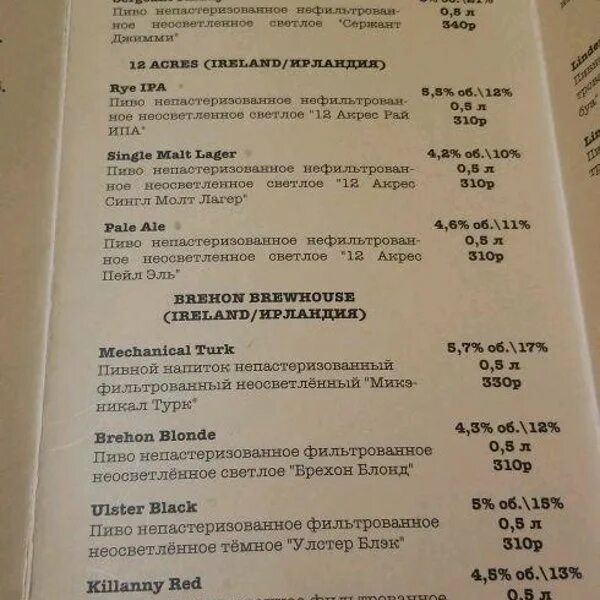 Пиво непастеризованное нефильтрован- 0,5 л
ное неосветленное светлое "Сержант 340р
Джимми"
12 ACRES (IRELAND/ИРЛАНДИЯ)
Rye IPA 5,5% об.\12%
Пиво непастеризованное нефильтрован- 0,5 л
ное неосветленное светлое "12 Акрес Рай 310р
ИПА"
Single Malt Lager 4,2% об.\10%
Пиво непастеризованное нефильтрован- 0,5 л
ное неосветленное светлое "12 Акрес 310р
Сингл Молт Лагер"
Pale Ale 4,6% об.\11%
Пиво непастеризованное нефильтрован- 0,5 л
ное неосветленное светлое "12 Акрес 310р
Пейл Эль"
BREHON BREWHOUSE
(IRELAND/ИРЛАНДИЯ)
Mechanical Turk 5,7% об.\17%
Пивной напиток непастеризованный 0,5 л
фильтрованный неосветлённый "Микэ- 330р
никал Турк"
Brehon Blonde 4,3% об.\12%
Пиво непастеризованное фильтрованное 0,5 л
неосветлённое светлое "Брехон Блонд" 310р
Ulster Black 5% об.\15%
Пиво непастеризованное фильтрованное 0,5 л
неосветлённое тёмное "Улстер Блэк" 310р
Killanny Red 4,5% об.\13%
фильтрованное 0,5 л